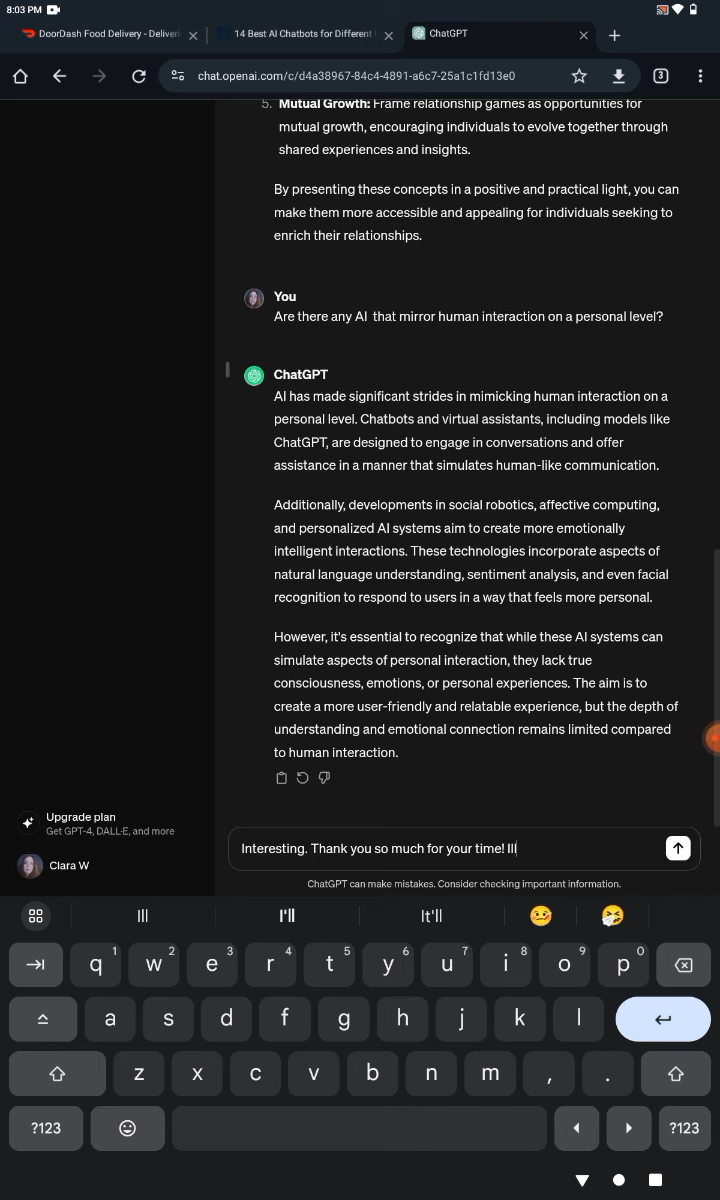 8:03 PM
DoorDash Food Delivery - Deliveri
14 Best AI Chatbots for Different
ChatGPT
chat.openai.com/c/d4a38967-84c4-4891-a6c7-25a1c1fd13e0
3
5. Mutual Growth: Frame relationship games as opportunities for
mutual growth, encouraging individuals to evolve together through
shared experiences and insights.
By presenting these concepts in a positive and practical light, you can
make them more accessible and appealing for individuals seeking to
enrich their relationships.
You
Are there any AI that mirror human interaction on a personal level?
ChatGPT
AI has made significant strides in mimicking human interaction on a
personal level. Chatbots and virtual assistants, including models like
ChatGPT, are designed to engage in conversations and offer
assistance in a manner that simulates human-like communication.
Additionally, developments in social robotics, affective computing,
and personalized AI systems aim to create more emotionally
intelligent interactions. These technologies incorporate aspects of
natural language understanding, sentiment analysis, and even facial
recognition to respond to users in a way that feels more personal.
However, it's essential to recognize that while these AI systems can
simulate aspects of personal interaction, they lack true
consciousness, emotions, or personal experiences. The aim is to
create a more user-friendly and relatable experience, but the depth of
understanding and emotional connection remains limited compared
to human interaction.
Upgrade plan
Get GPT-4, DALL·E, and more
Clara W
Interesting. Thank you so much for your time! Ill
ChatGPT can make mistakes. Consider checking important information.
Ill I'll It'll 🤒 🤧
q 1 w 2 e 3 r 4 t 5 y 6 u 7 i 8 o 9 p 0
a s d f g h j k l
z x c v b n m , .
?123 ?123